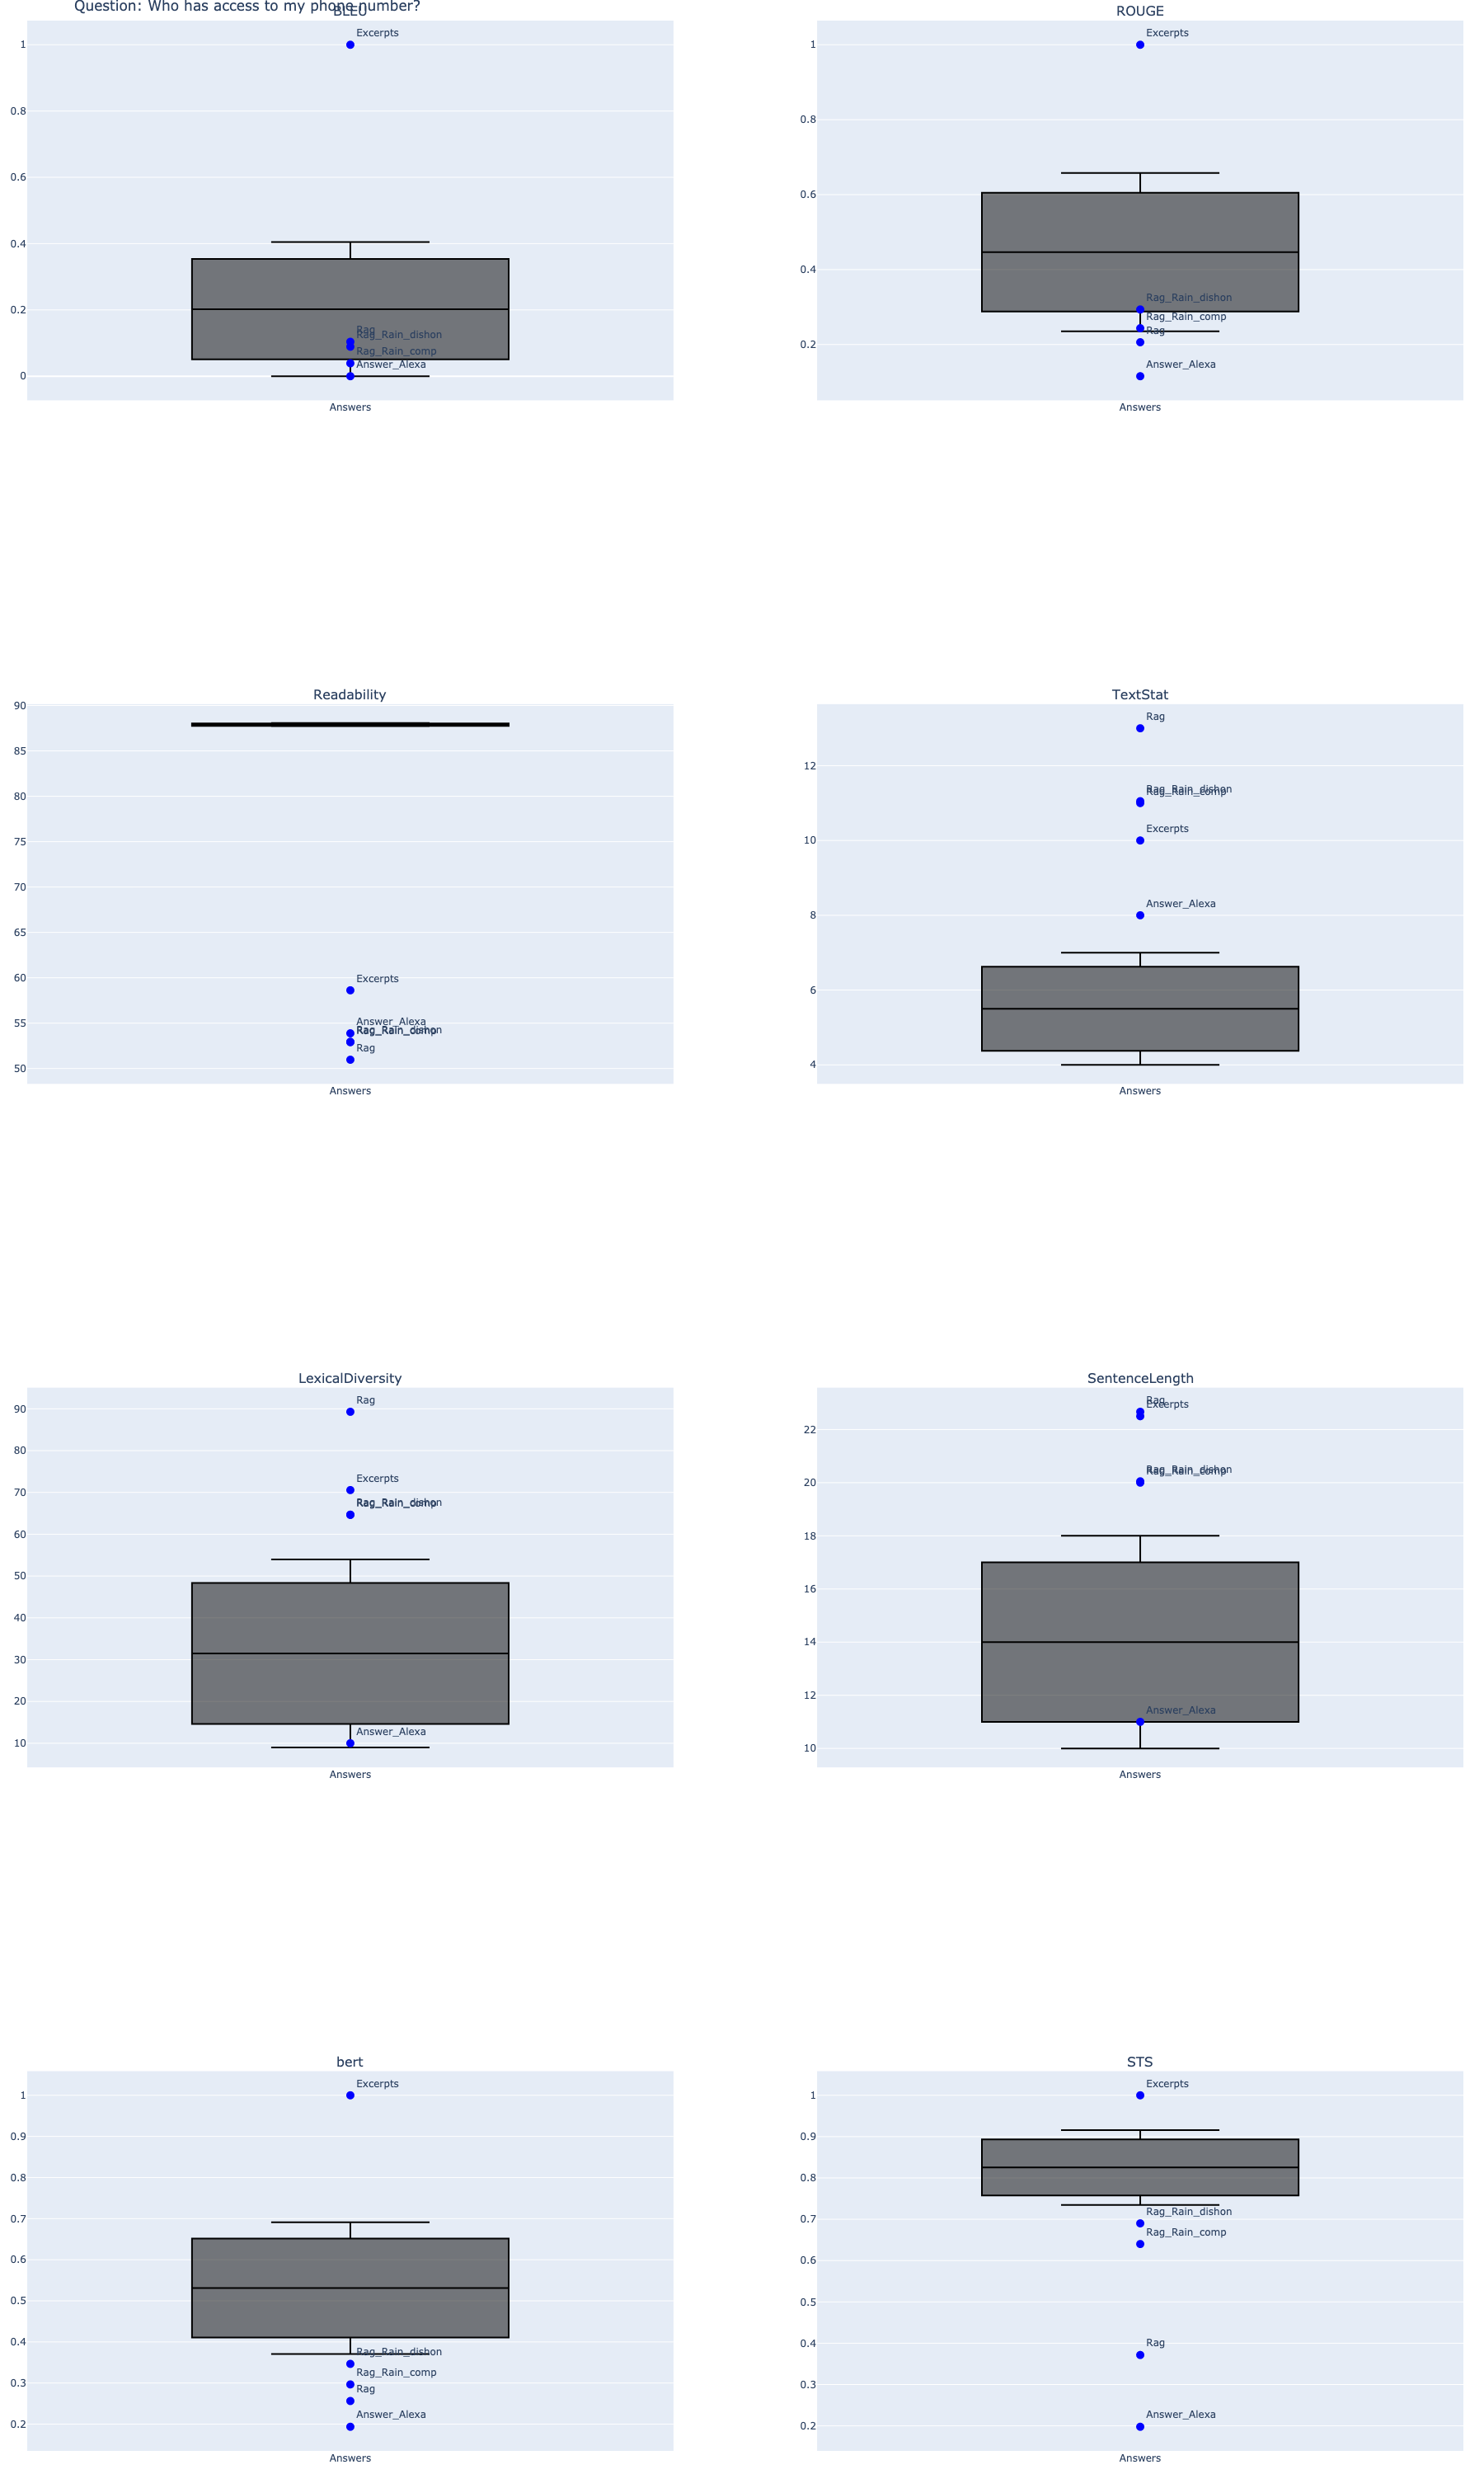 Question: Who has access to my phone number?
BLEU
1
0.8
0.6
0.4
0.2
0
Excerpts
Rag
Rag_Rain_dishon
Rag_Rain_comp
Answer_Alexa
Answers
ROUGE
1
0.8
0.6
0.4
0.2
Excerpts
Rag_Rain_dishon
Rag_Rain_comp
Rag
Answer_Alexa
Answers
Readability
90
85
80
75
70
65
60
55
50
Excerpts
Answer_Alexa
Rag_Rain_dishon
Rag_Rain_comp
Rag
Answers
TextStat
12
10
8
6
4
Rag
Rag_Rain_dishon
Rag_Rain_comp
Excerpts
Answer_Alexa
Answers
LexicalDiversity
90
80
70
60
50
40
30
20
10
Rag
Excerpts
Rag_Rain_dishon
Rag_Rain_comp
Answer_Alexa
Answers
SentenceLength
22
20
18
16
14
12
10
Rag
Excerpts
Rag_Rain_dishon
Rag_Rain_comp
Answer_Alexa
Answers
bert
1
0.9
0.8
0.7
0.6
0.5
0.4
0.3
0.2
Excerpts
Rag_Rain_dishon
Rag_Rain_comp
Rag
Answer_Alexa
Answers
STS
1
0.9
0.8
0.7
0.6
0.5
0.4
0.3
0.2
Excerpts
Rag_Rain_dishon
Rag_Rain_comp
Rag
Answer_Alexa
Answers